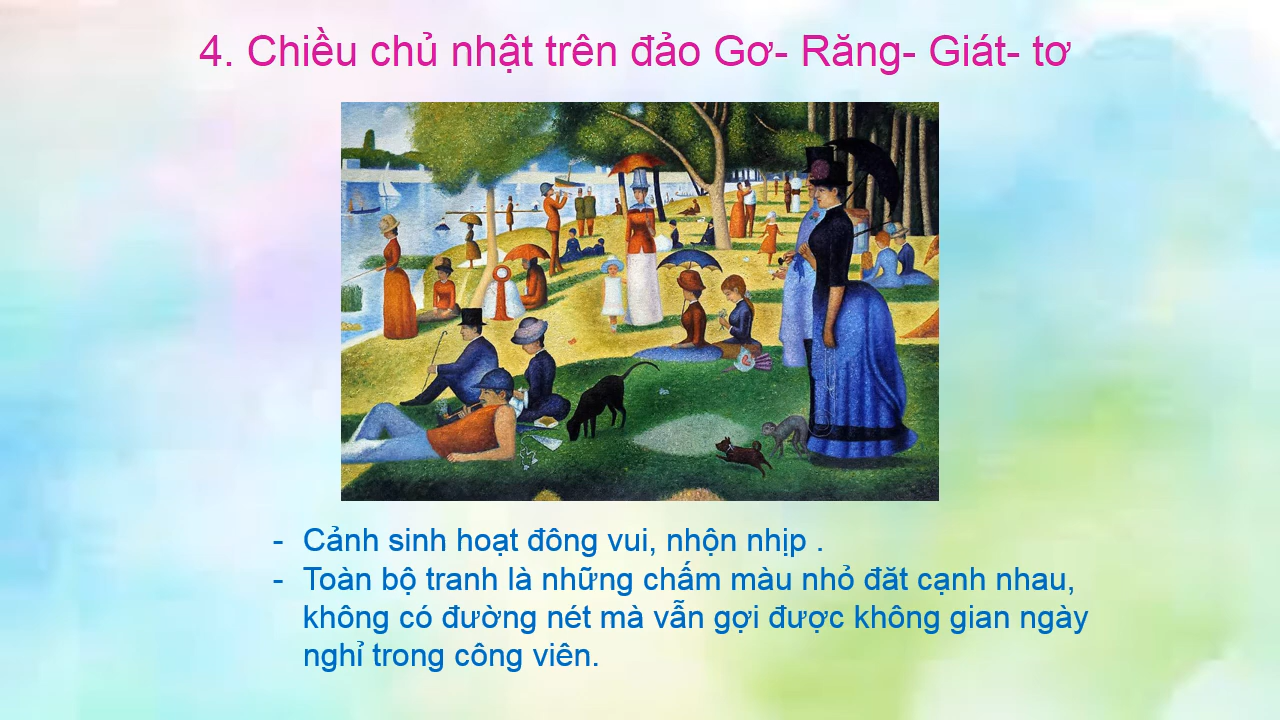 4. Chiều chủ nhật trên đảo Gơ- Răng- Giát- tơ
- Cảnh sinh hoạt đông vui, nhộn nhịp .
- Toàn bộ tranh là những chấm màu nhỏ đăt cạnh nhau,
không có đường nét mà vẫn gợi được không gian ngày
nghỉ trong công viên.